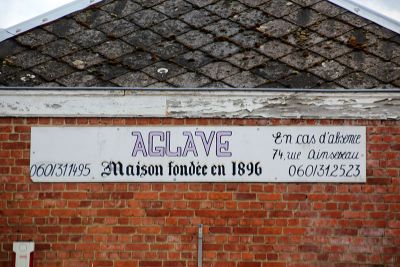 AGLAVE
Maison fondée en 1896
060/311495
En cas d'absence
74, rue Ainseveau
060/312523